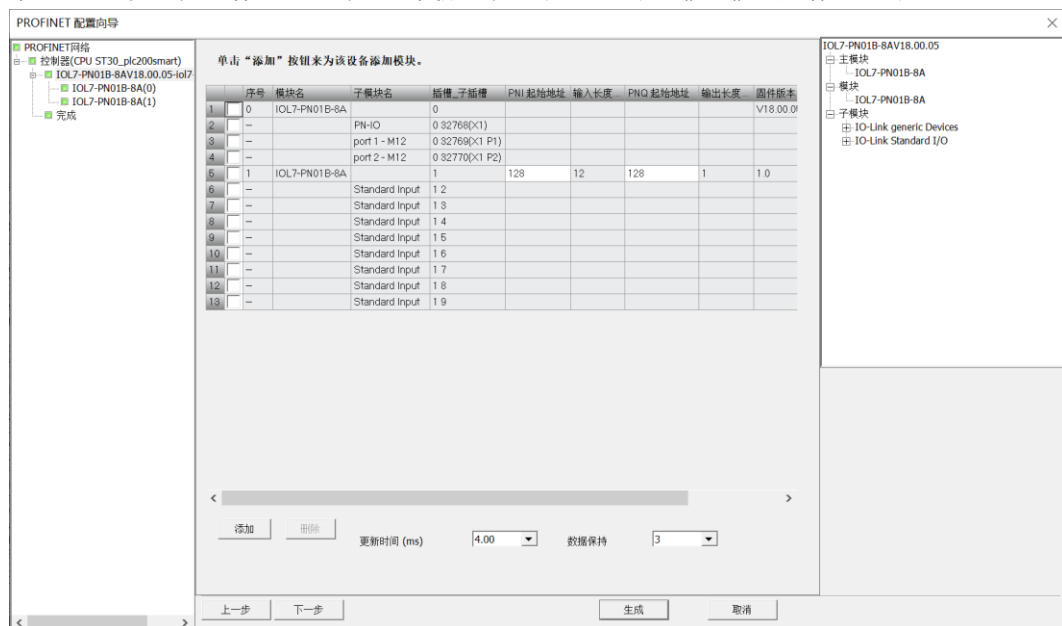 PROFINET 配置向导
PROFINET网络
控制器(CPU ST30_plc200smart)
IOL7-PN01B-8AV18.00.05-iol7-
IOL7-PN01B-8A(0)
IOL7-PN01B-8A(1)
完成
单击“添加”按钮来为该设备添加模块。
序号 模块名 子模块名 插槽_子插槽 PNI 起始地址 输入长度... PNQ 起始地址 输出长度... 固件版本
1 0 IOL7-PN01B-8A 0 V18.00.0
2 -- PN-IO 0 32768(X1)
3 -- port 1 - M12 0 32769(X1 P1)
4 -- port 2 - M12 0 32770(X1 P2)
5 1 IOL7-PN01B-8A 1 128 12 128 1 1.0
6 -- Standard Input 1 2
7 -- Standard Input 1 3
8 -- Standard Input 1 4
9 -- Standard Input 1 5
10 -- Standard Input 1 6
11 -- Standard Input 1 7
12 -- Standard Input 1 8
13 -- Standard Input 1 9
添加 删除 更新时间 (ms) 4.00 数据保持 3
上一步 下一步 生成 取消
IOL7-PN01B-8AV18.00.05
主模块
IOL7-PN01B-8A
模块
IOL7-PN01B-8A
子模块
IO-Link generic Devices
IO-Link Standard I/O